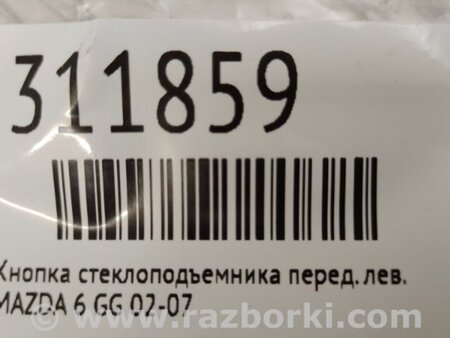 311859
Кнопка стеклоподъемника перед. лев.
MAZDA 6 GG 02-07
© www.razborki.com